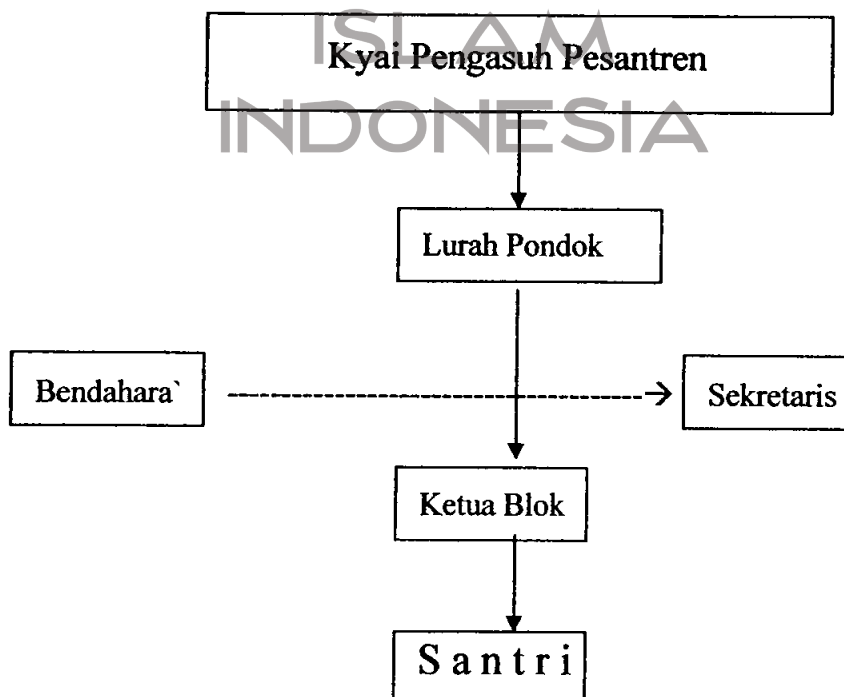 ISLAM
Kyai Pengasuh Pesantren
INDONESIA
Lurah Pondok
Bendahara`
Sekretaris
Ketua Blok
S a n t r i